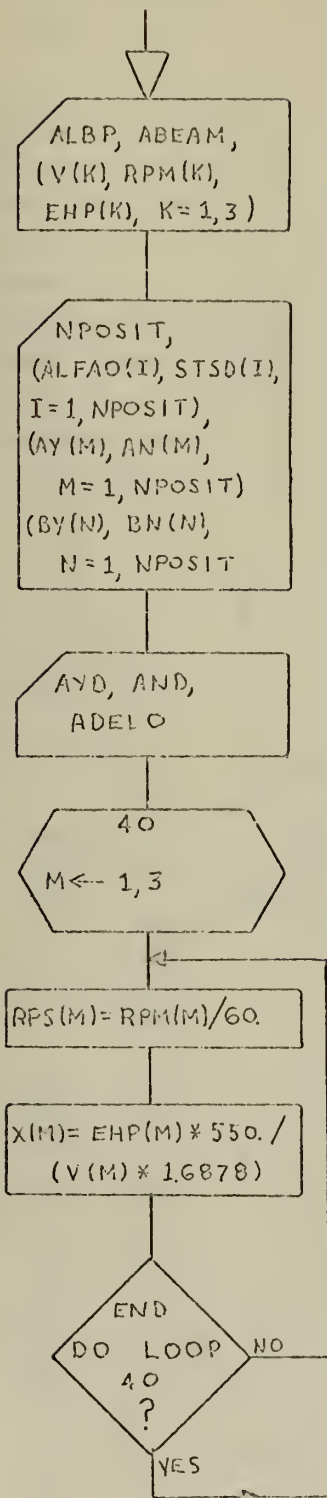 ALBP, ABEAM,
(V(K), RPM(K),
EHP(K), K=1,3)
NPOSIT,
(ALFAO(I), STSD(I),
I=1, NPOSIT),
(AY(M), AN(M),
M=1, NPOSIT)
(BY(N), BN(N),
N=1, NPOSIT
AYD, AND,
ADELO
40
M<-- 1,3
RPS(M)=RPM(M)/60.
X(M)=EHP(M)*550./
(V(M)*1.6878)
END
DO LOOP
40
?
NO
YES